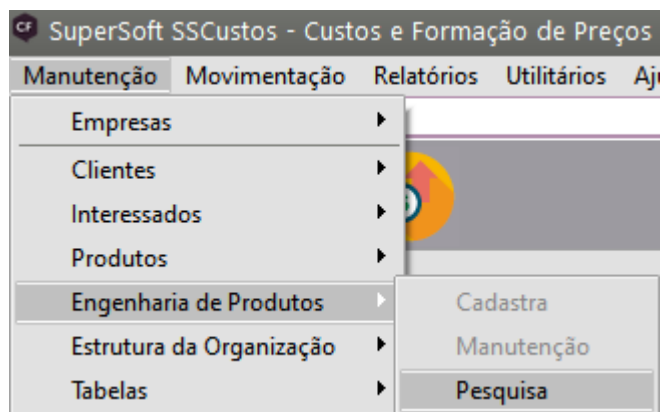 SuperSoft SSCustos - Custos e Formação de Preços
Manutenção Movimentação Relatórios Utilitários
Empresas
Clientes
Interessados
Produtos
Engenharia de Produtos
Cadastra
Estrutura da Organização
Manutenção
Tabelas
Pesquisa